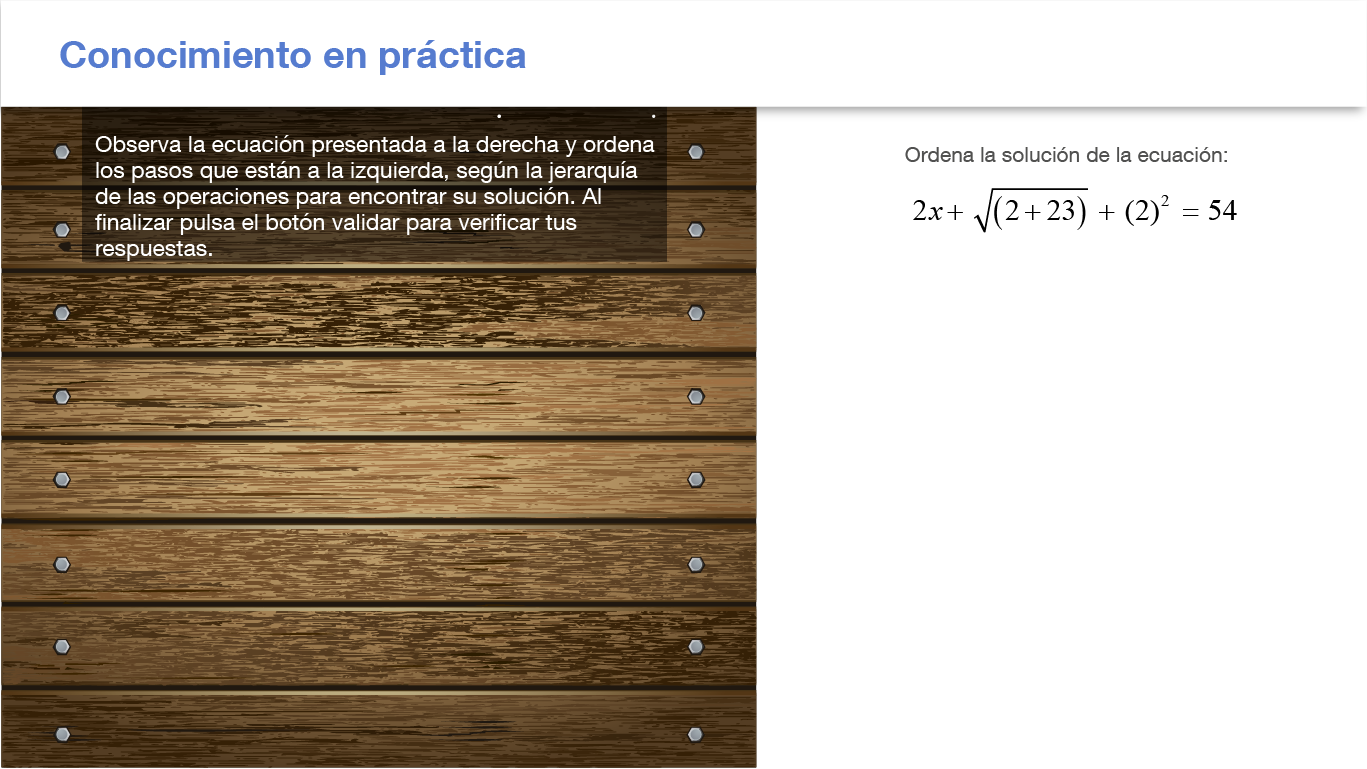 Conocimiento en práctica
Observa la ecuación presentada a la derecha y ordena
los pasos que están a la izquierda, según la jerarquía
de las operaciones para encontrar su solución. Al
finalizar pulsa el botón validar para verificar tus
respuestas.
Ordena la solución de la ecuación:
2x + √(2 + 23) + (2)² = 54